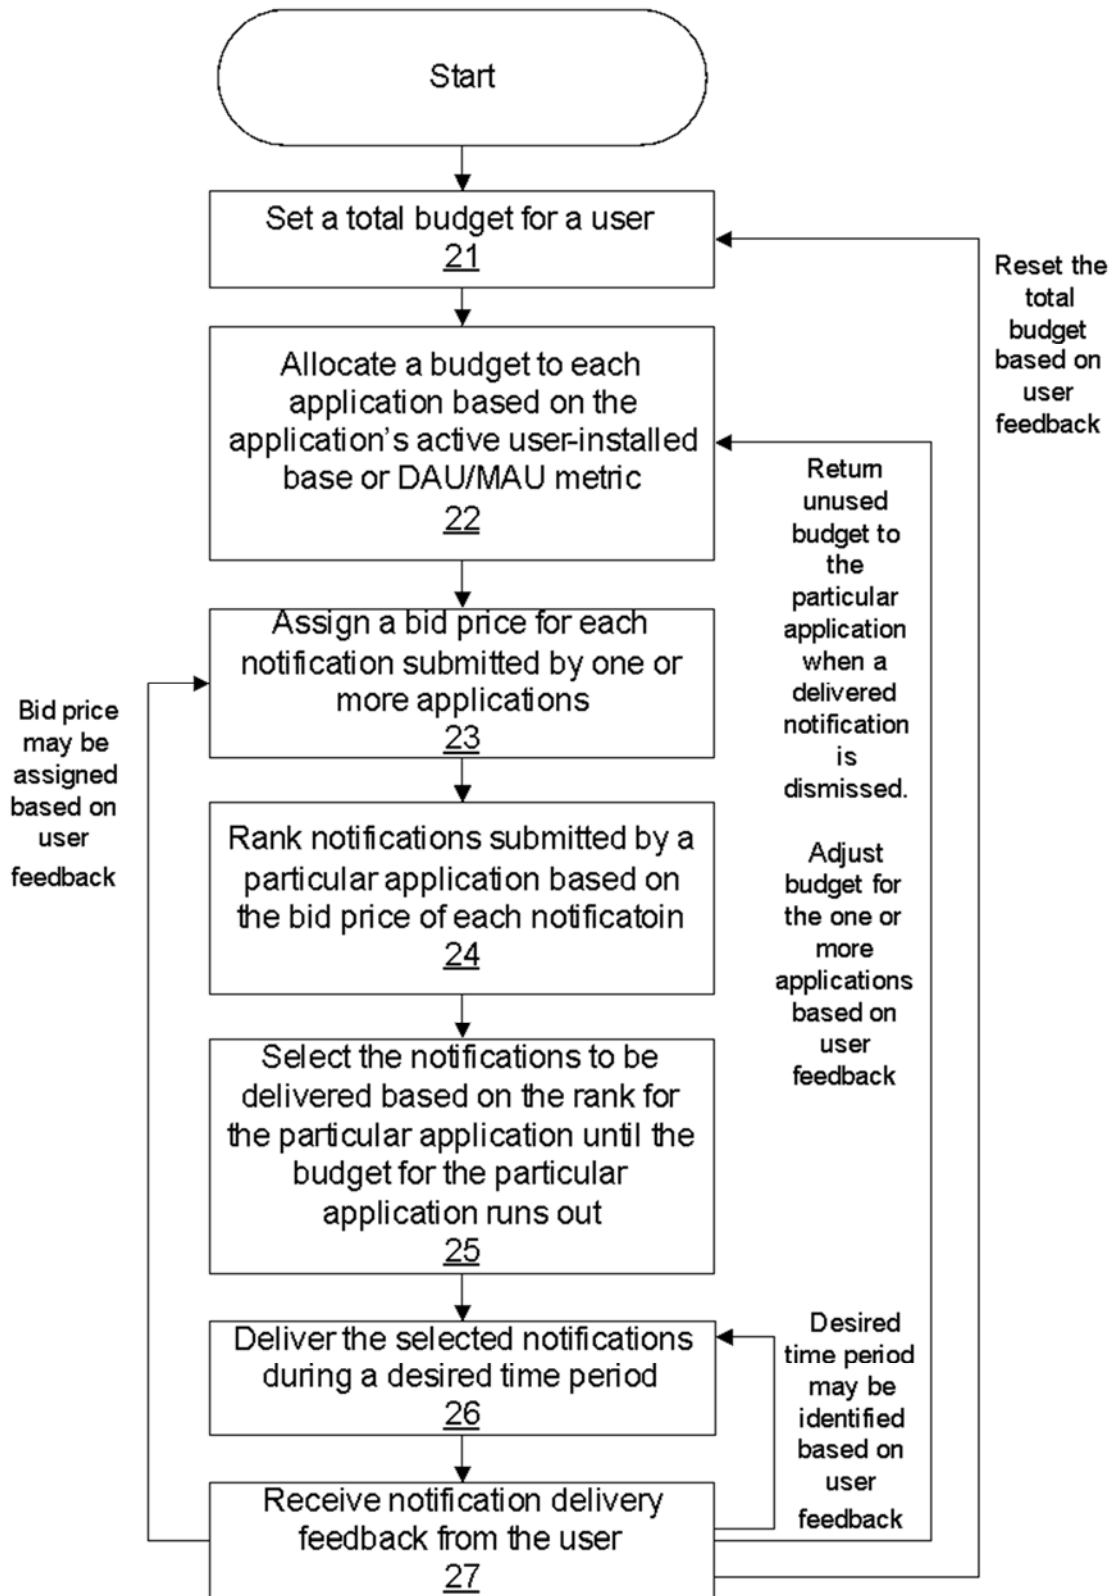 Start
Set a total budget for a user
21
Allocate a budget to each
application based on the
application's active user-installed
base or DAU/MAU metric
22
Assign a bid price for each
notification submitted by one or
more applications
23
Rank notifications submitted by a
particular application based on
the bid price of each notificatoin
24
Select the notifications to be
delivered based on the rank for
the particular application until the
budget for the particular
application runs out
25
Deliver the selected notifications
during a desired time period
26
Receive notification delivery
feedback from the user
27
Bid price
may be
assigned
based on
user
feedback
Reset the
total
budget
based on
user
feedback
Return
unused
budget to
the
particular
application
when a
delivered
notification
is
dismissed.
Adjust
budget for
the one or
more
applications
based on
user
feedback
Desired
time period
may be
identified
based on
user
feedback